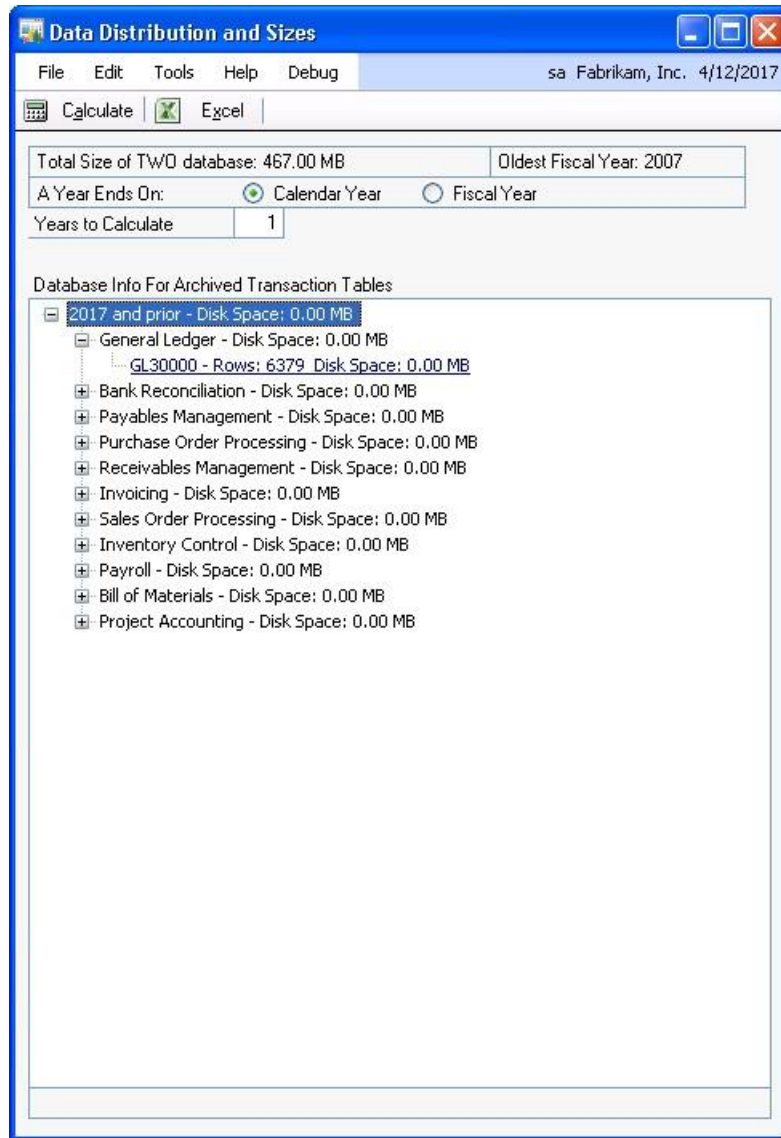 Data Distribution and Sizes
File Edit Tools Help Debug sa Fabrikam, Inc. 4/12/2017
Calculate Excel
Total Size of TWO database: 467.00 MB Oldest Fiscal Year: 2007
A Year Ends On: Calendar Year Fiscal Year
Years to Calculate 1
Database Info For Archived Transaction Tables
2017 and prior - Disk Space: 0.00 MB
General Ledger - Disk Space: 0.00 MB
GL30000 - Rows: 6379 Disk Space: 0.00 MB
Bank Reconciliation - Disk Space: 0.00 MB
Payables Management - Disk Space: 0.00 MB
Purchase Order Processing - Disk Space: 0.00 MB
Receivables Management - Disk Space: 0.00 MB
Invoicing - Disk Space: 0.00 MB
Sales Order Processing - Disk Space: 0.00 MB
Inventory Control - Disk Space: 0.00 MB
Payroll - Disk Space: 0.00 MB
Bill of Materials - Disk Space: 0.00 MB
Project Accounting - Disk Space: 0.00 MB